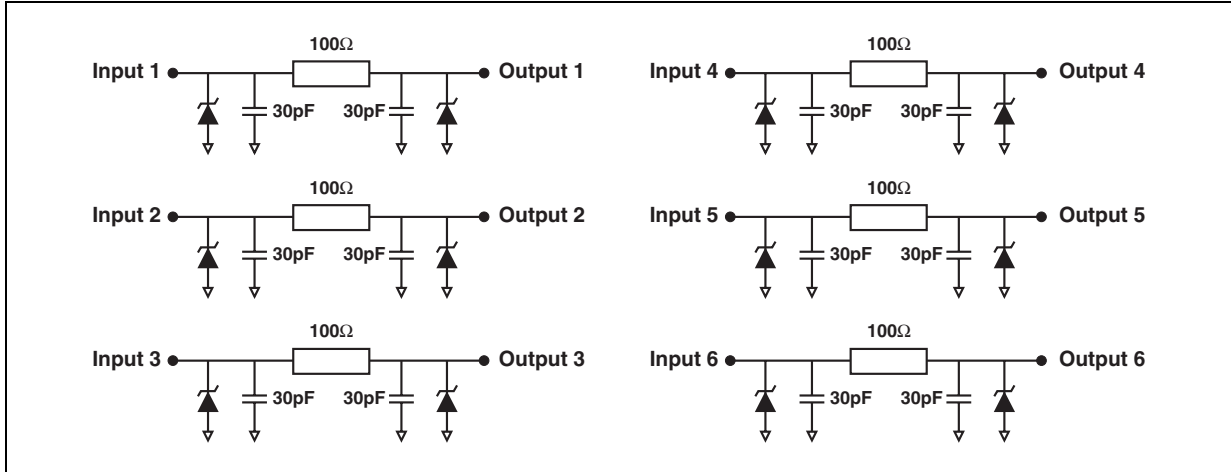 100Ω
Input 1 Output 1
30pF 30pF
100Ω
Input 2 Output 2
30pF 30pF
100Ω
Input 3 Output 3
30pF 30pF
100Ω
Input 4 Output 4
30pF 30pF
100Ω
Input 5 Output 5
30pF 30pF
100Ω
Input 6 Output 6
30pF 30pF